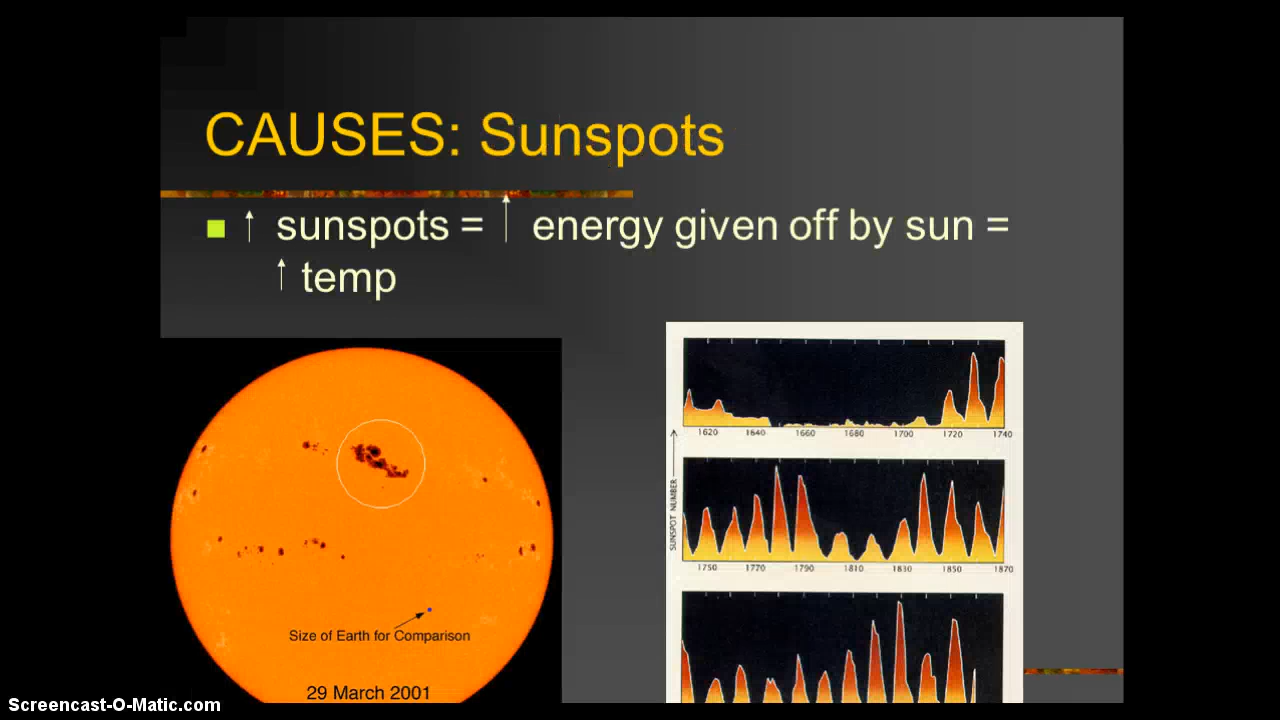 CAUSES: Sunspots
↑ sunspots = ↑ energy given off by sun =
↑ temp
Size of Earth for Comparison
29 March 2001
SUNSPOT NUMBER
1620 1640 1660 1680 1700 1720 1740
1750 1770 1790 1810 1830 1850 1870
Screencast-O-Matic.com